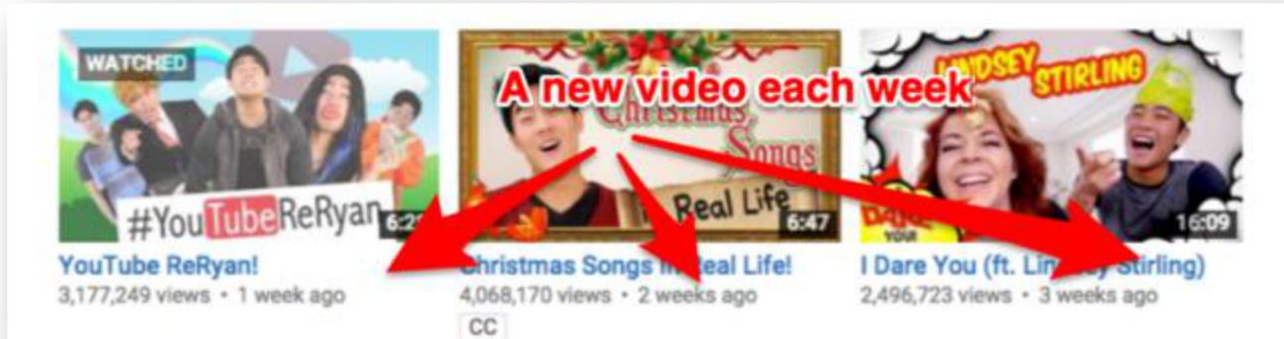 WATCHED
#YouTubeReRyan
A new video each week
Christmas
Songs
Real Life
6:47
LINDSEY
STIRLING
DARE
YOU!
16:09
YouTube ReRyan!
3,177,249 views • 1 week ago
Christmas Songs in Real Life!
4,068,170 views • 2 weeks ago
CC
I Dare You (ft. Lindsey Stirling)
2,496,723 views • 3 weeks ago